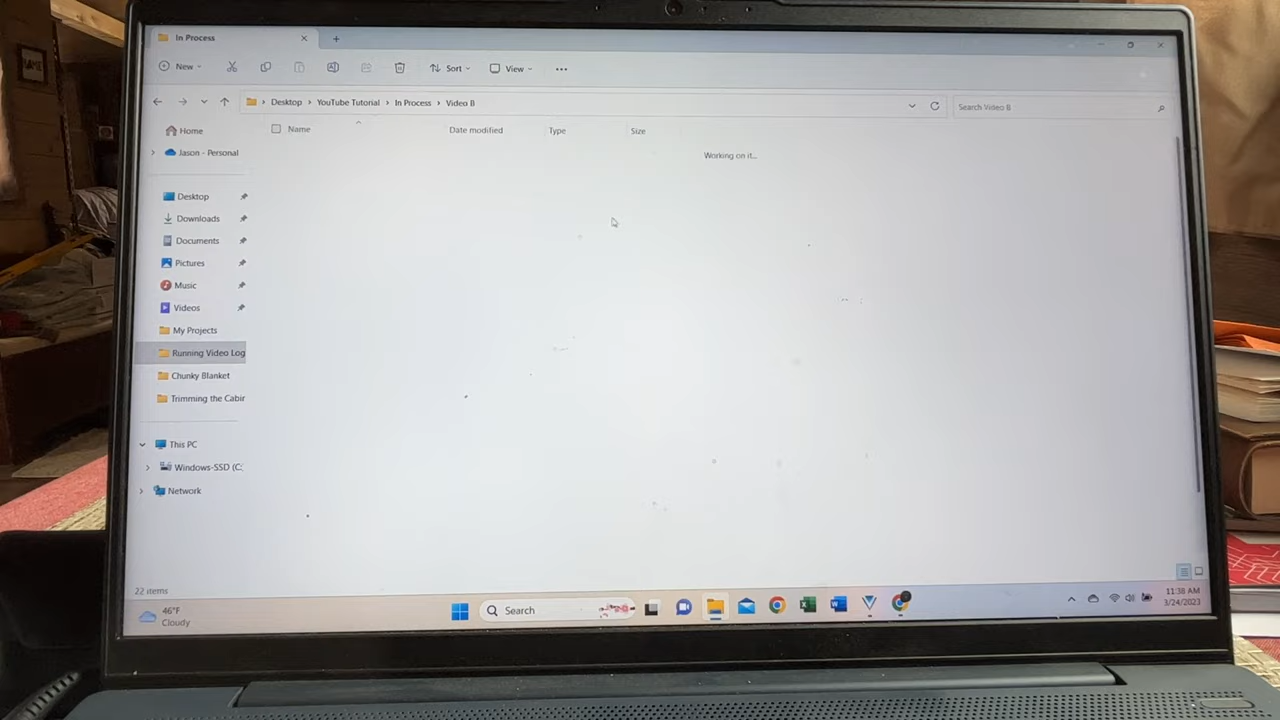 In Process
New
Sort
View
Desktop > YouTube Tutorial > In Process > Video B
Search Video B
Name
Date modified
Type
Size
Working on it...
Home
Jason - Personal
Desktop
Downloads
Documents
Pictures
Music
Videos
My Projects
Running Video Log
Chunky Blanket
Trimming the Cabir
This PC
Windows-SSD (C:
Network
22 items
46°F
Cloudy
Search
11:38 AM
3/24/2023